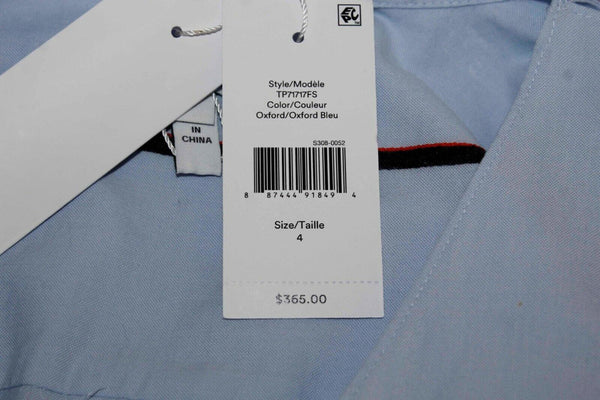 Style/Modèle
TP71717FS
Color/Couleur
Oxford/Oxford Bleu
S308-0052
8 87444 91849 4
Size/Taille
4
$365.00
IN
CHINA